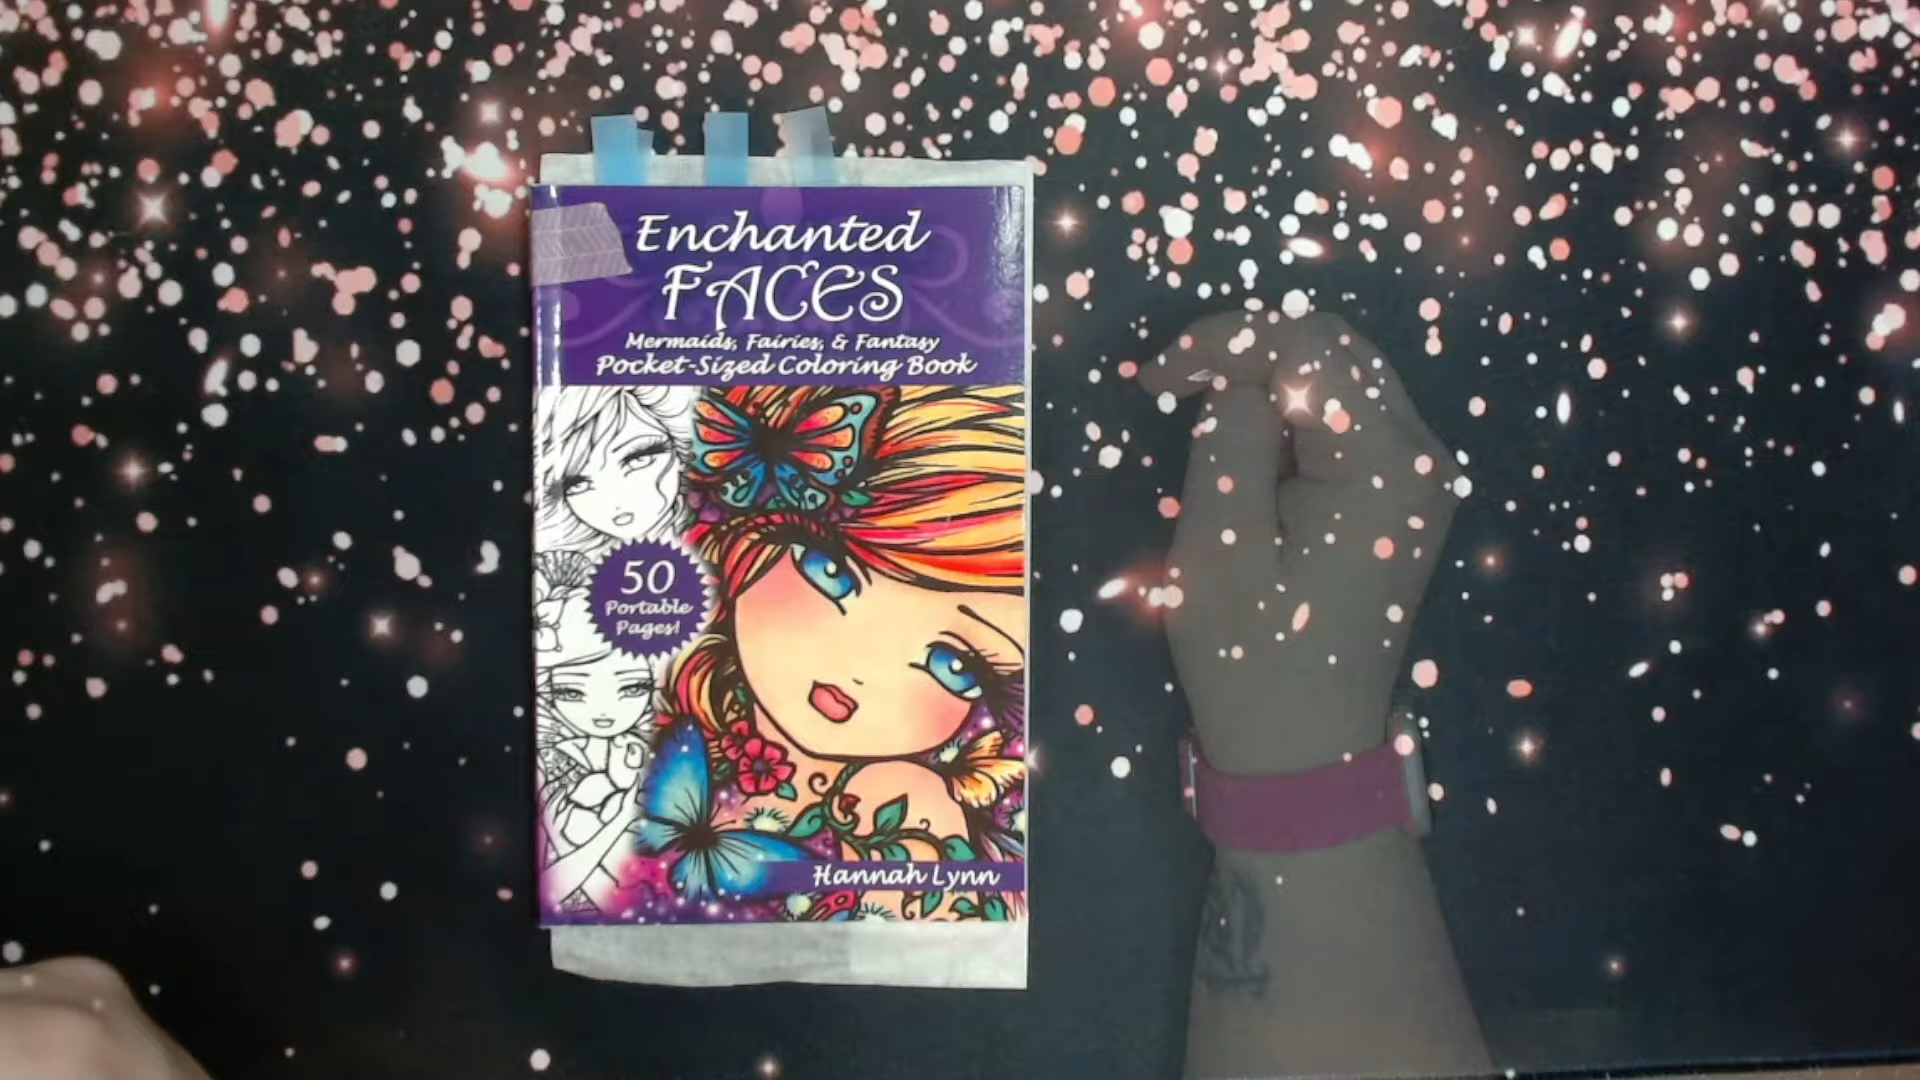 Enchanted
FACES
Mermaids, Fairies, & Fantasy
Pocket-Sized Coloring Book
50
Portable
Pages!
Hannah Lynn